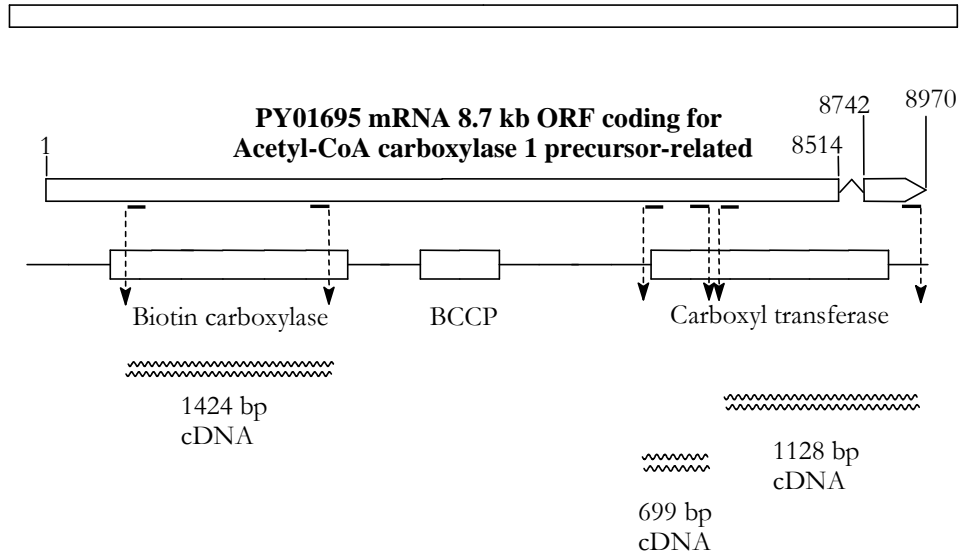 PY01695 mRNA 8.7 kb ORF coding for
Acetyl-CoA carboxylase 1 precursor-related
1
8514
8742
8970
Biotin carboxylase
BCCP
Carboxyl transferase
1424 bp
cDNA
1128 bp
cDNA
699 bp
cDNA